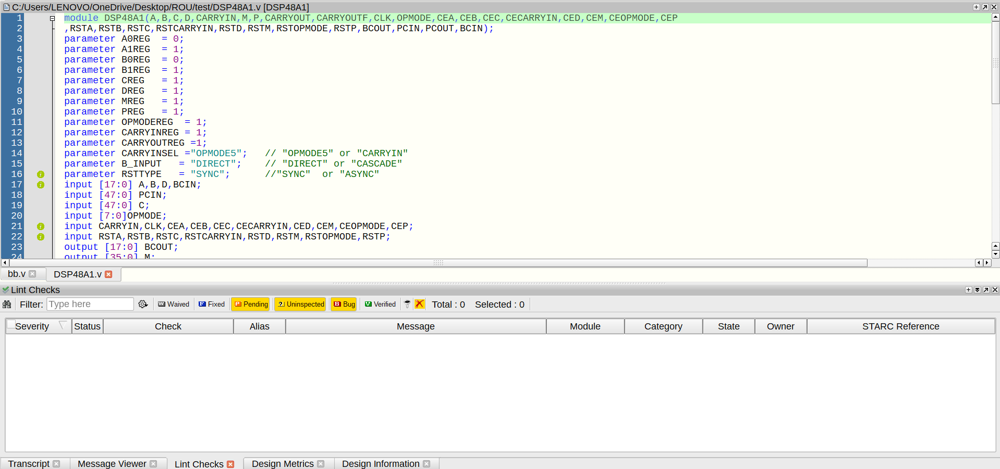 C:/Users/LENOVO/OneDrive/Desktop/ROU/test/DSP48A1.v [DSP48A1]
1 module DSP48A1(A,B,C,D,CARRYIN,M,P,CARRYOUT,CARRYOUTF,CLK,OPMODE,CEA,CEB,CEC,CECARRYIN,CED,CEM,CEOPMODE,CEP
2 ,RSTA,RSTB,RSTC,RSTCARRYIN,RSTD,RSTM,RSTOPMODE,RSTP,BCOUT,PCIN,PCOUT,BCIN);
3 parameter A0REG  = 0;
4 parameter A1REG  = 1;
5 parameter B0REG  = 0;
6 parameter B1REG  = 1;
7 parameter CREG   = 1;
8 parameter DREG   = 1;
9 parameter MREG   = 1;
10 parameter PREG   = 1;
11 parameter OPMODEREG  = 1;
12 parameter CARRYINREG = 1;
13 parameter CARRYOUTREG =1;
14 parameter CARRYINSEL ="OPMODE5";   // "OPMODE5" or "CARRYIN"
15 parameter B_INPUT   = "DIRECT";    // "DIRECT" or "CASCADE"
16 parameter RSTTYPE   = "SYNC";      //"SYNC"  or "ASYNC"
17 input [17:0] A,B,D,BCIN;
18 input [47:0] PCIN;
19 input [47:0] C;
20 input [7:0]OPMODE;
21 input CARRYIN,CLK,CEA,CEB,CEC,CECARRYIN,CED,CEM,CEOPMODE,CEP;
22 input RSTA,RSTB,RSTC,RSTCARRYIN,RSTD,RSTM,RSTOPMODE,RSTP;
23 output [17:0] BCOUT;
24 output [35:0] M;
bb.v DSP48A1.v
Lint Checks
Filter: Type here W Waived F Fixed P Pending ? Uninspected B Bug V Verified Total : 0 Selected : 0
Severity Status Check Alias Message Module Category State Owner STARC Reference
Transcript Message Viewer Lint Checks Design Metrics Design Information